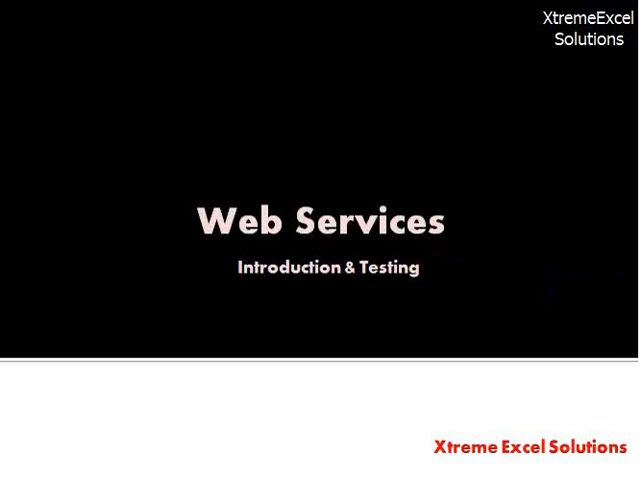 XtremeExcel
Solutions
Web Services
Introduction & Testing
Xtreme Excel Solutions